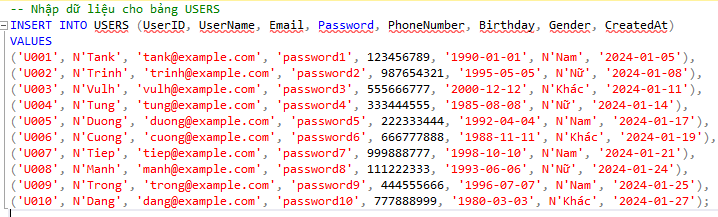 -- Nhập dữ liệu cho bảng USERS
INSERT INTO USERS (UserID, UserName, Email, Password, PhoneNumber, Birthday, Gender, CreatedAt)
VALUES
('U001', N'Tank', 'tank@example.com', 'password1', 123456789, '1990-01-01', N'Nam', '2024-01-05'),
('U002', N'Trinh', 'trinh@example.com', 'password2', 987654321, '1995-05-05', N'Nữ', '2024-01-08'),
('U003', N'Vulh', 'vulh@example.com', 'password3', 555666777, '2000-12-12', N'Khác', '2024-01-11'),
('U004', N'Tung', 'tung@example.com', 'password4', 333444555, '1985-08-08', N'Nữ', '2024-01-14'),
('U005', N'Duong', 'duong@example.com', 'password5', 222333444, '1992-04-04', N'Nam', '2024-01-17'),
('U006', N'Cuong', 'cuong@example.com', 'password6', 666777888, '1988-11-11', N'Khác', '2024-01-19'),
('U007', N'Tiep', 'tiep@example.com', 'password7', 999888777, '1998-10-10', N'Nam', '2024-01-21'),
('U008', N'Manh', 'manh@example.com', 'password8', 111222333, '1993-06-06', N'Nữ', '2024-01-24'),
('U009', N'Trong', 'trong@example.com', 'password9', 444555666, '1996-07-07', N'Nam', '2024-01-25'),
('U010', N'Dang', 'dang@example.com', 'password10', 777888999, '1980-03-03', N'Khác', '2024-01-27');